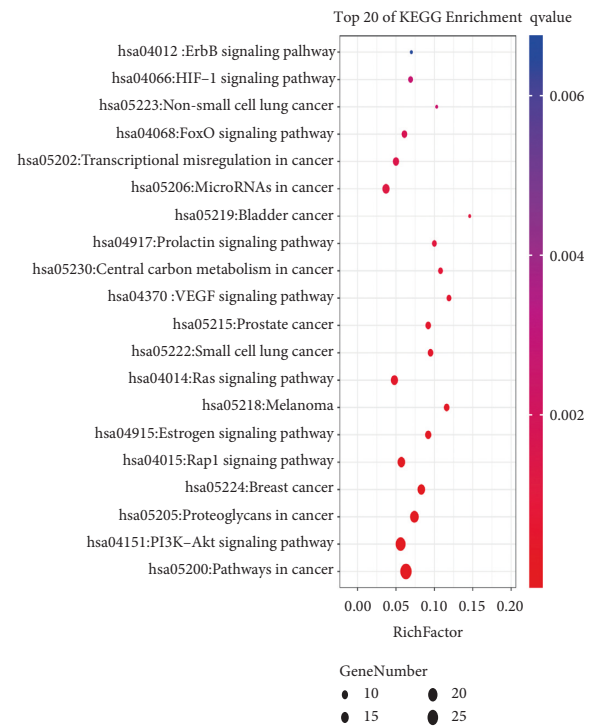 Top 20 of KEGG Enrichment qvalue
hsa04012 :ErbB signaling palhway
hsa04066:HIF−1 signaling pathway
hsa05223:Non-small cell lung cancer
hsa04068:FoxO signaling pathway
hsa05202:Transcriptional misregulation in cancer
hsa05206:MicroRNAs in cancer
hsa05219:Bladder cancer
hsa04917:Prolactin signaling pathway
hsa05230:Central carbon metabolism in cancer
hsa04370 :VEGF signaling pathway
hsa05215:Prostate cancer
hsa05222:Small cell lung cancer
hsa04014:Ras signaling pathway
hsa05218:Melanoma
hsa04915:Estrogen signaling pathway
hsa04015:Rap1 signaing pathway
hsa05224:Breast cancer
hsa05205:Proteoglycans in cancer
hsa04151:PI3K−Akt signaling pathway
hsa05200:Pathways in cancer
0.006
0.004
0.002
0.00 0.05 0.10 0.15 0.20
RichFactor
GeneNumber
10 20
15 25